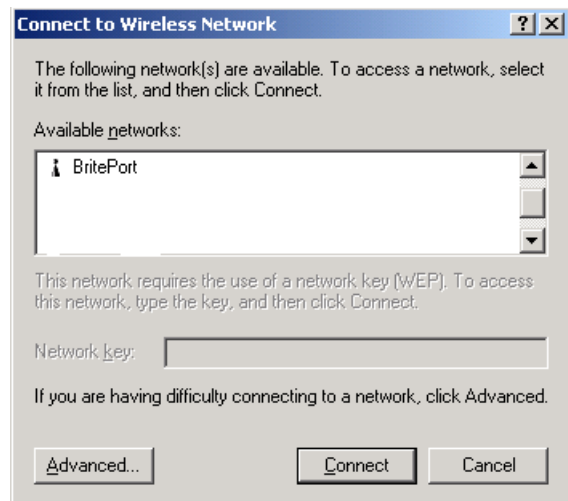 Connect to Wireless Network
The following network(s) are available. To access a network, select
it from the list, and then click Connect.
Available networks:
BritePort
This network requires the use of a network key (WEP). To access
this network, type the key, and then click Connect.
Network key:
If you are having difficulty connecting to a network, click Advanced.
Advanced... Connect Cancel